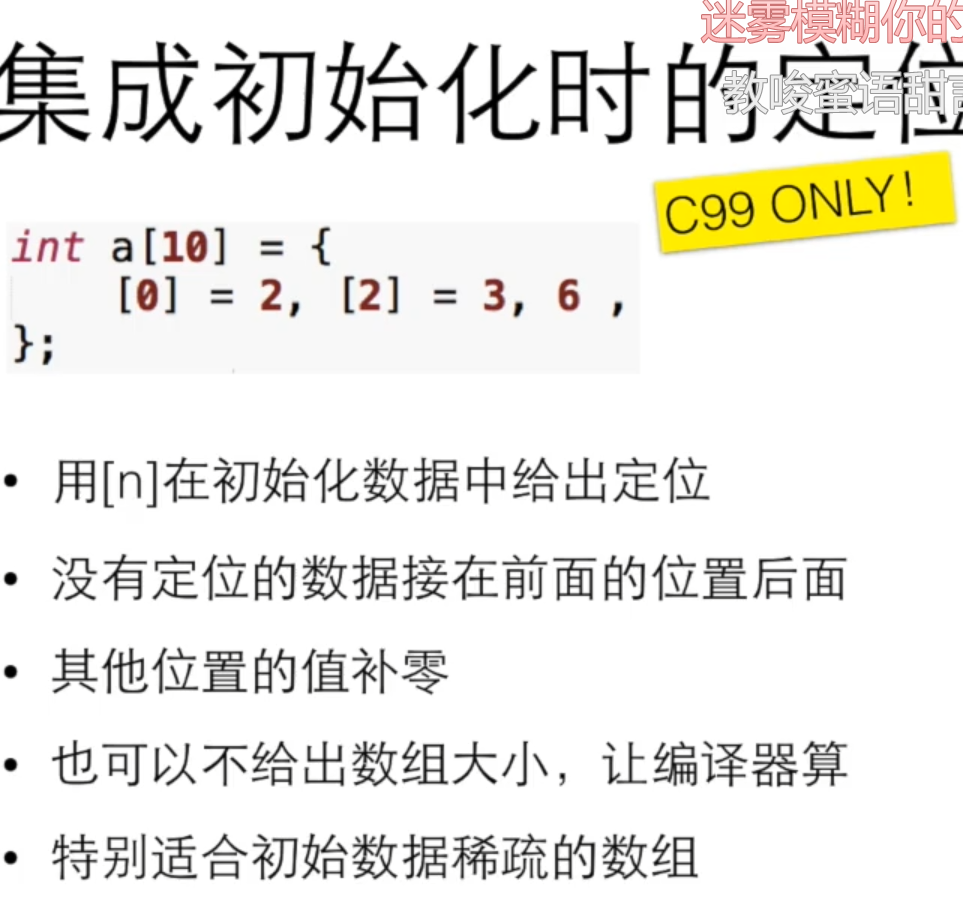 迷雾模糊你的
集成初始化时的定位
教唆蜜语甜言
C99 ONLY!
int a[10] = {
[0] = 2, [2] = 3, 6 ,
};
• 用[n]在初始化数据中给出定位
• 没有定位的数据接在前面的位置后面
• 其他位置的值补零
• 也可以不给出数组大小，让编译器算
• 特别适合初始数据稀疏的数组